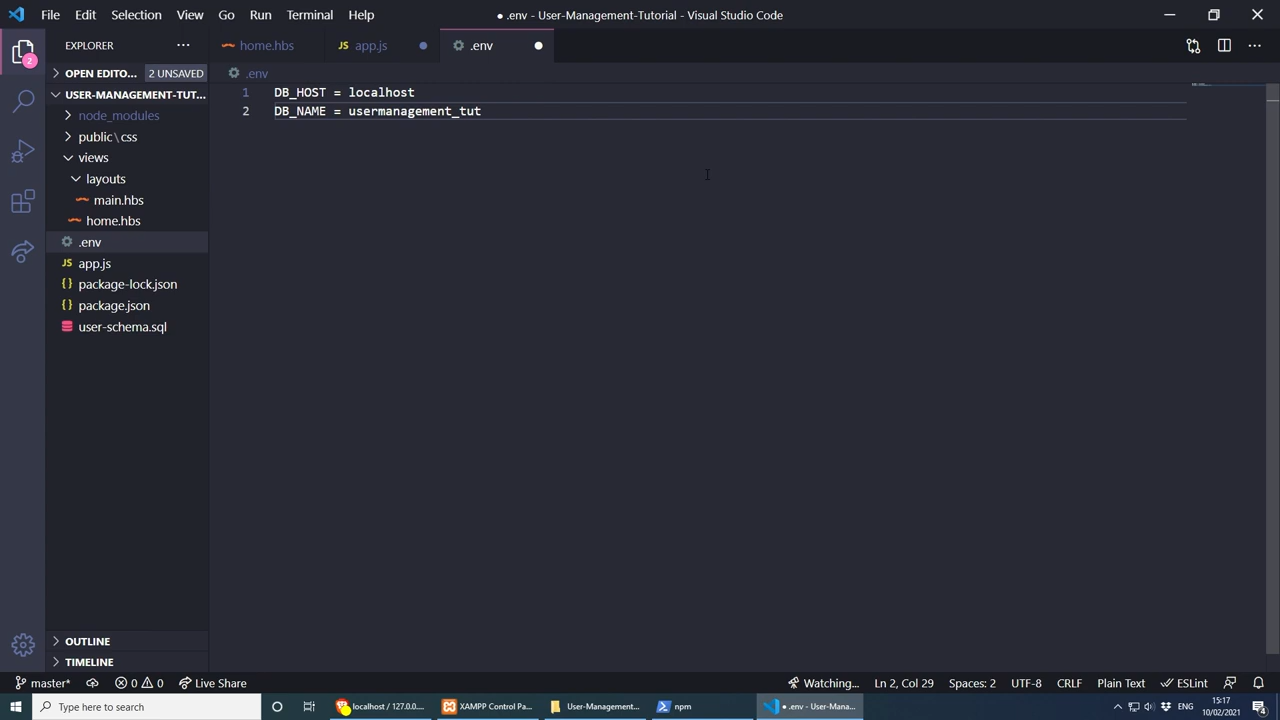 File Edit Selection View Go Run Terminal Help
● .env - User-Management-Tutorial - Visual Studio Code
EXPLORER
home.hbs
JS app.js
.env
2
OPEN EDITO... 2 UNSAVED
.env
USER-MANAGEMENT-TUT...
1 DB_HOST = localhost
2 DB_NAME = usermanagement_tut
node_modules
public\css
views
layouts
main.hbs
home.hbs
.env
JS app.js
{} package-lock.json
{} package.json
user-schema.sql
OUTLINE
TIMELINE
master* 0 0 Live Share Watching... Ln 2, Col 29 Spaces: 2 UTF-8 CRLF Plain Text ESLint
Type here to search
localhost / 127.0.0....
XAMPP Control Pa...
User-Management...
npm
● .env - User-Mana...
ENG
15:17
10/02/2021
4